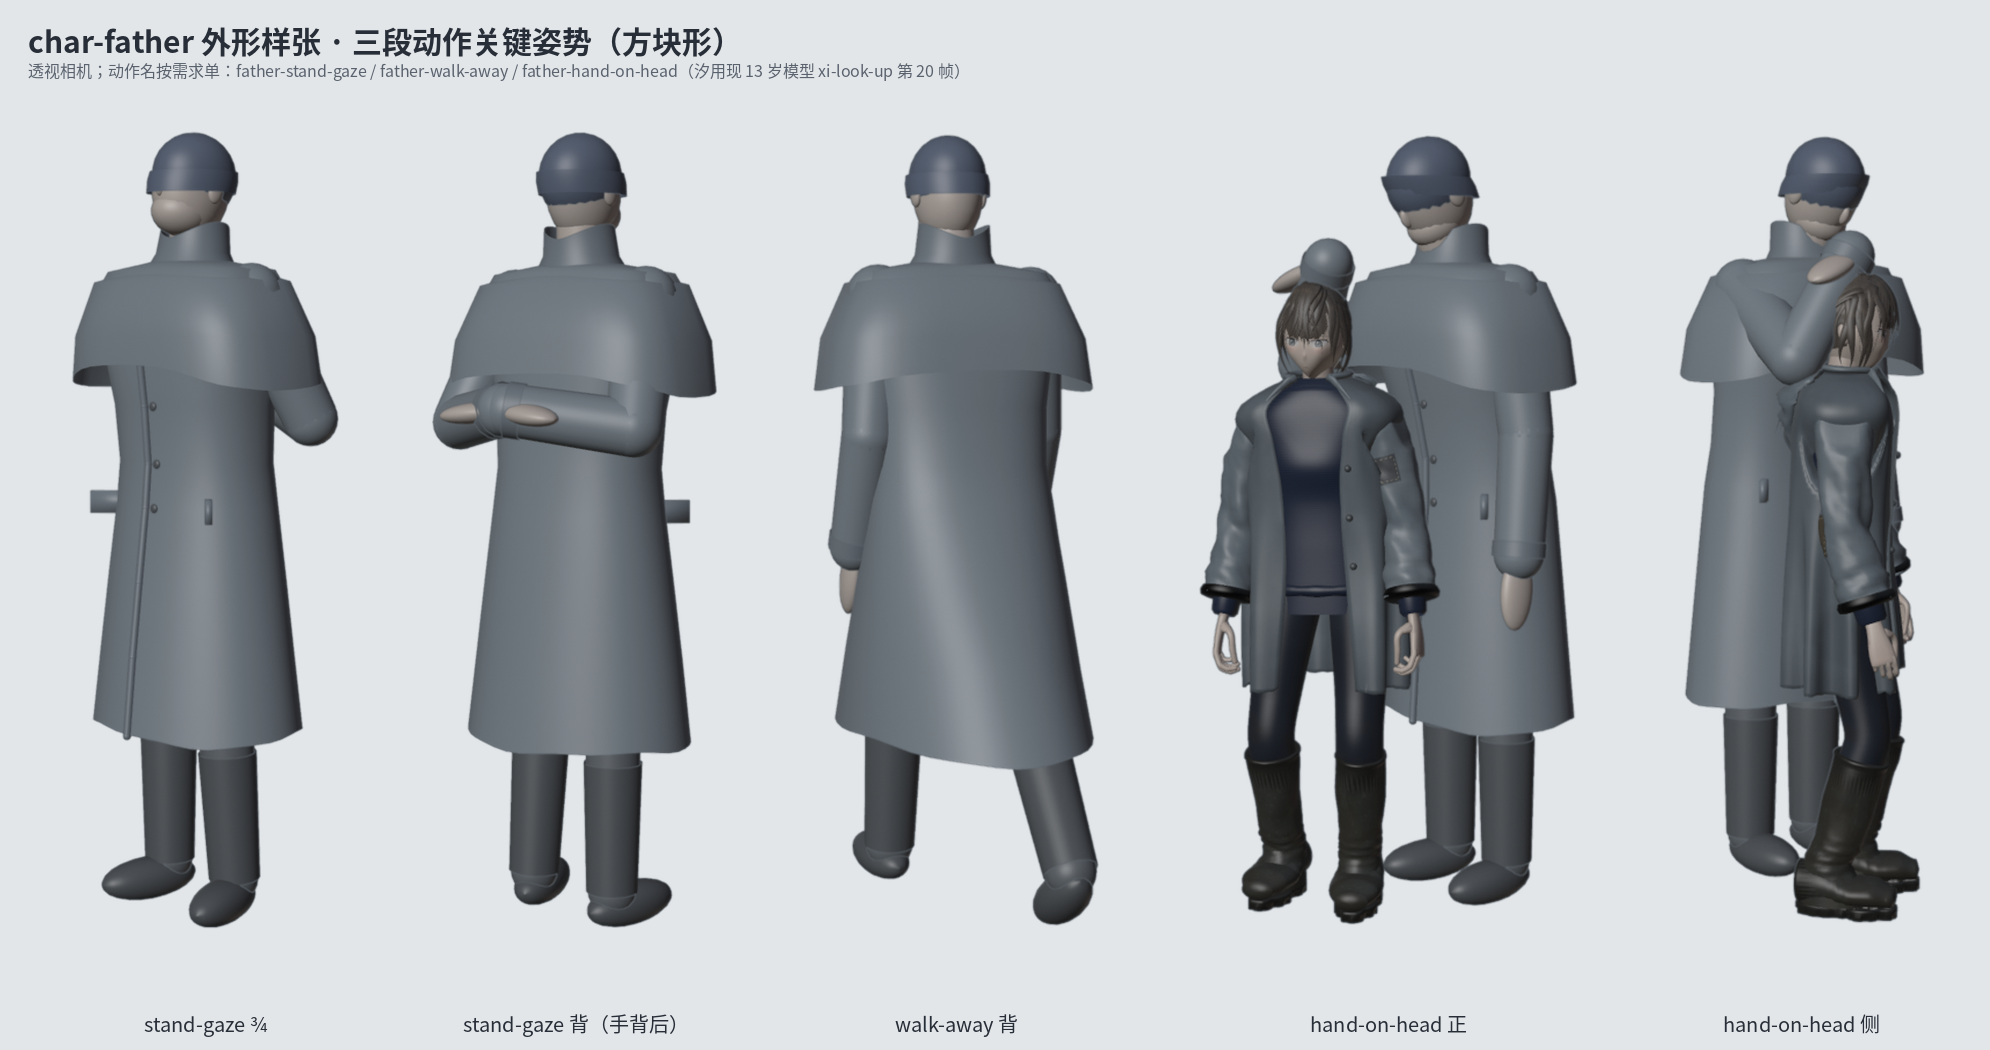 char-father 外形样张 · 三段动作关键姿势（方块形）
透视相机；动作名按需求单：father-stand-gaze / father-walk-away / father-hand-on-head（汐用现 13 岁模型 xi-look-up 第 20 帧）
stand-gaze ¾
stand-gaze 背（手背后）
walk-away 背
hand-on-head 正
hand-on-head 侧